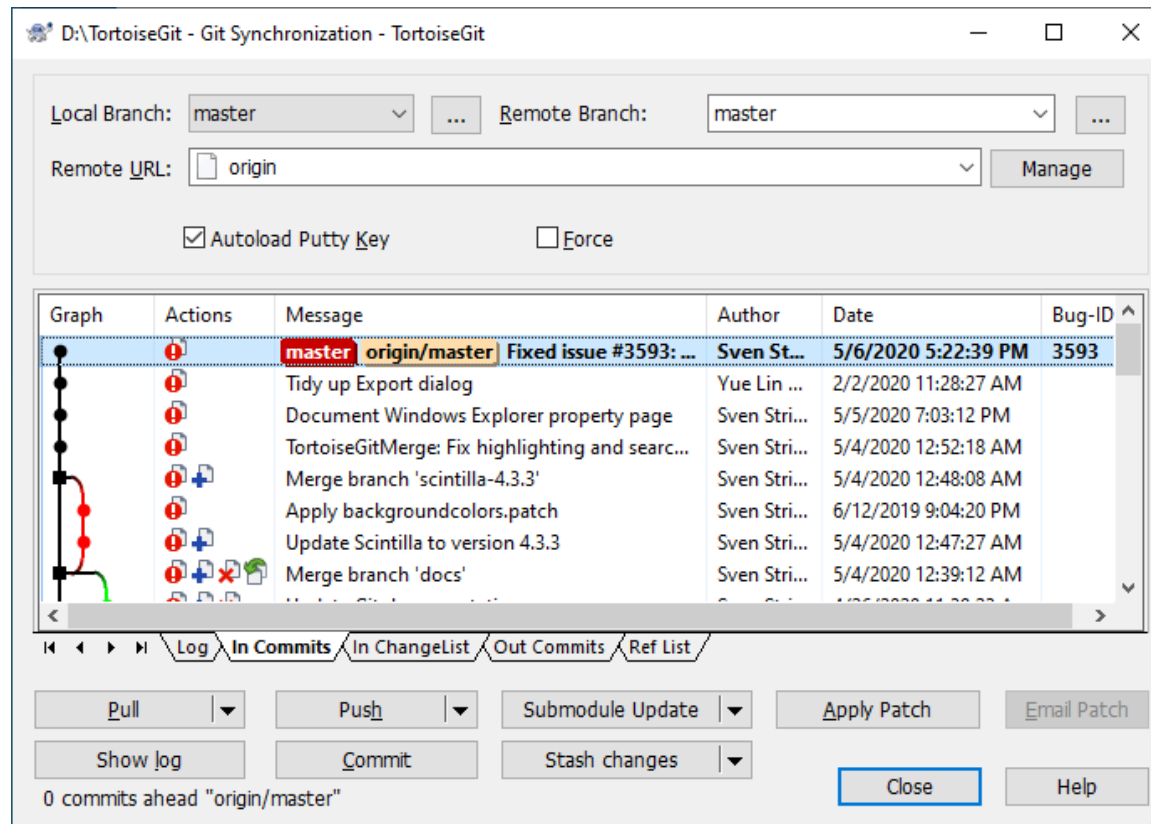 D:\TortoiseGit - Git Synchronization - TortoiseGit
Local Branch: master ... Remote Branch: master ...
Remote URL: origin Manage
Autoload Putty Key Force
Graph Actions Message Author Date Bug-ID
master origin/master Fixed issue #3593: ... Sven St... 5/6/2020 5:22:39 PM 3593
Tidy up Export dialog Yue Lin ... 2/2/2020 11:28:27 AM
Document Windows Explorer property page Sven Stri... 5/5/2020 7:03:12 PM
TortoiseGitMerge: Fix highlighting and searc... Sven Stri... 5/4/2020 12:52:18 AM
Merge branch 'scintilla-4.3.3' Sven Stri... 5/4/2020 12:48:08 AM
Apply backgroundcolors.patch Sven Stri... 6/12/2019 9:04:20 PM
Update Scintilla to version 4.3.3 Sven Stri... 5/4/2020 12:47:27 AM
Merge branch 'docs' Sven Stri... 5/4/2020 12:39:12 AM
Log In Commits In ChangeList Out Commits Ref List
Pull Push Submodule Update Apply Patch Email Patch
Show log Commit Stash changes
0 commits ahead "origin/master" Close Help